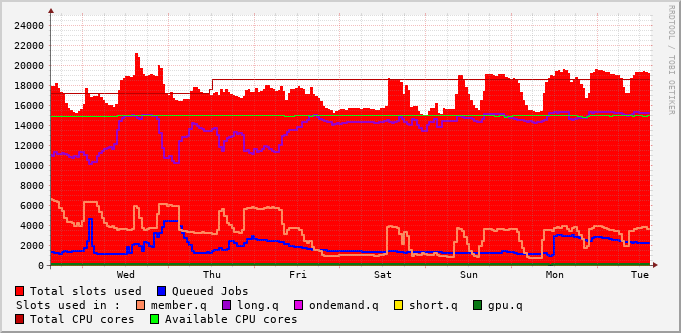 RRDTOOL / TOBI OETIKER
24000
22000
20000
18000
16000
14000
12000
10000
8000
6000
4000
2000
0
Wed Thu Fri Sat Sun Mon Tue
Total slots used Queued Jobs
Slots used in : member.q long.q ondemand.q short.q gpu.q
Total CPU cores Available CPU cores